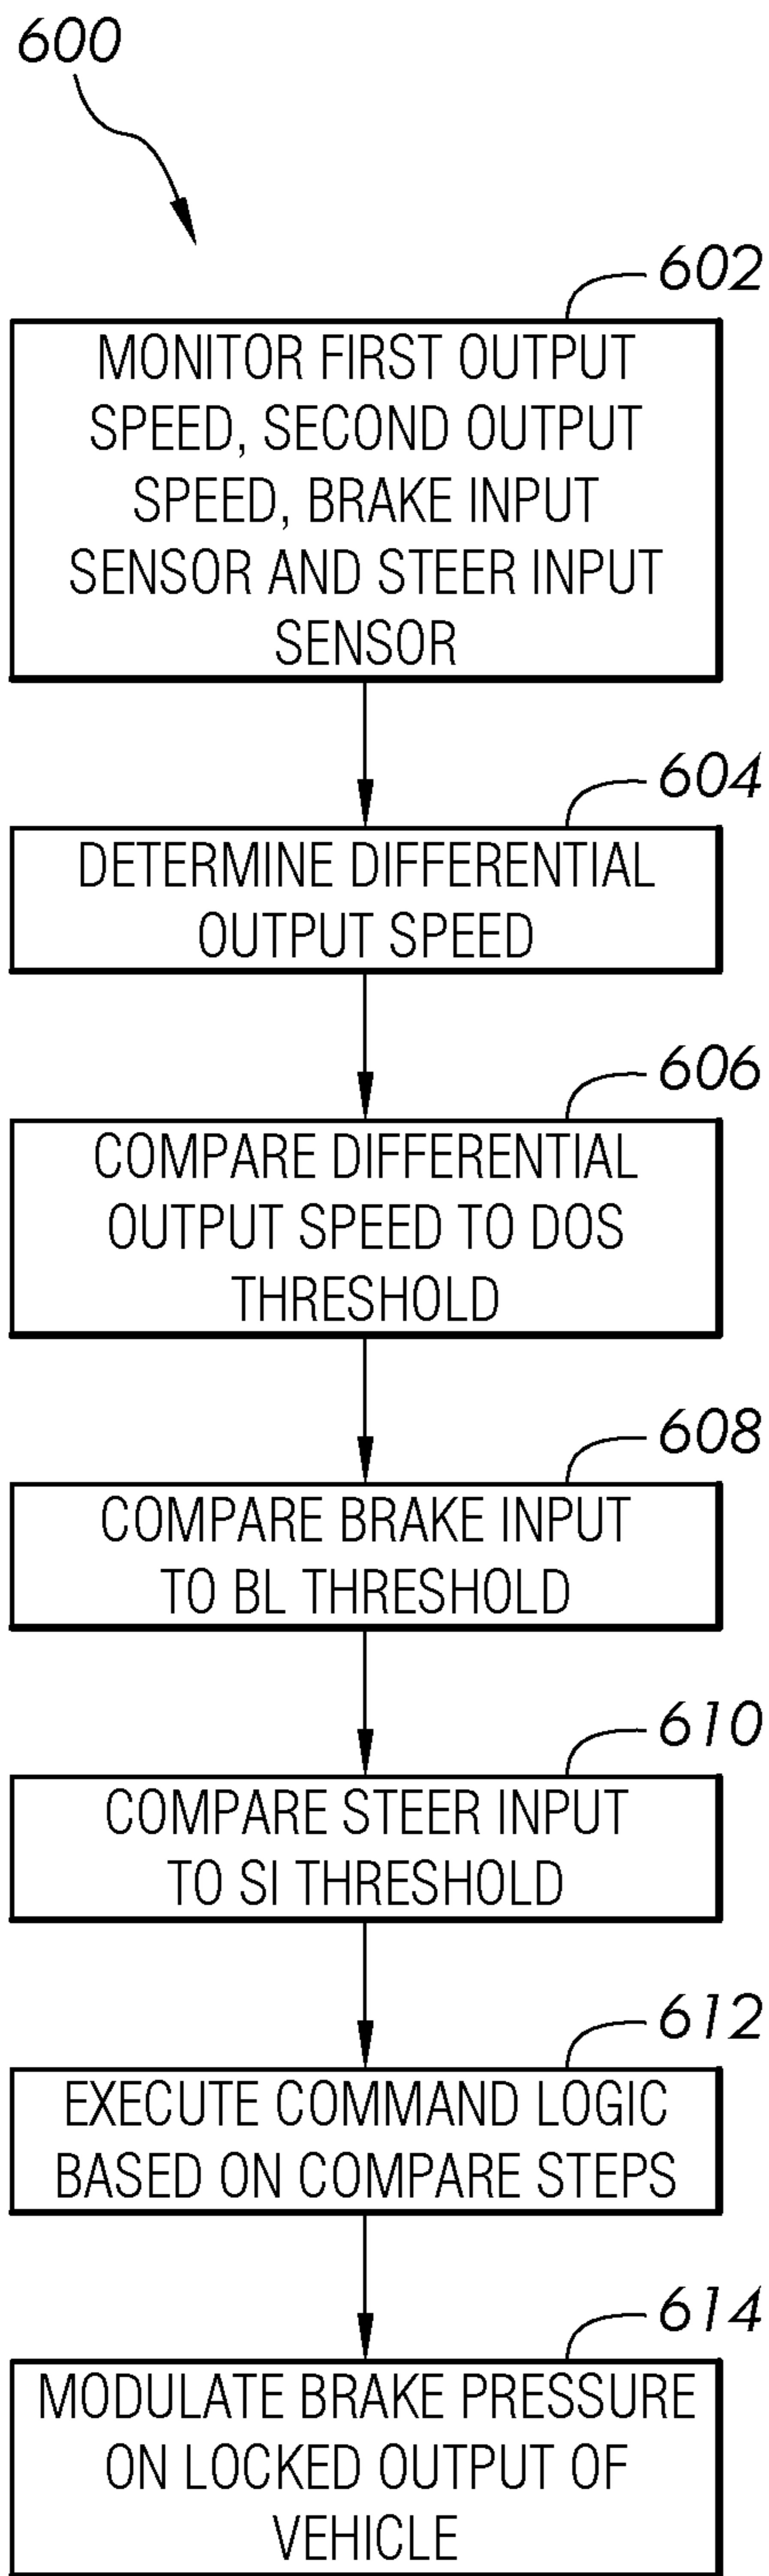 600
602
MONITOR FIRST OUTPUT
SPEED, SECOND OUTPUT
SPEED, BRAKE INPUT
SENSOR AND STEER INPUT
SENSOR
604
DETERMINE DIFFERENTIAL
OUTPUT SPEED
606
COMPARE DIFFERENTIAL
OUTPUT SPEED TO DOS
THRESHOLD
608
COMPARE BRAKE INPUT
TO BL THRESHOLD
610
COMPARE STEER INPUT
TO SI THRESHOLD
612
EXECUTE COMMAND LOGIC
BASED ON COMPARE STEPS
614
MODULATE BRAKE PRESSURE
ON LOCKED OUTPUT OF
VEHICLE